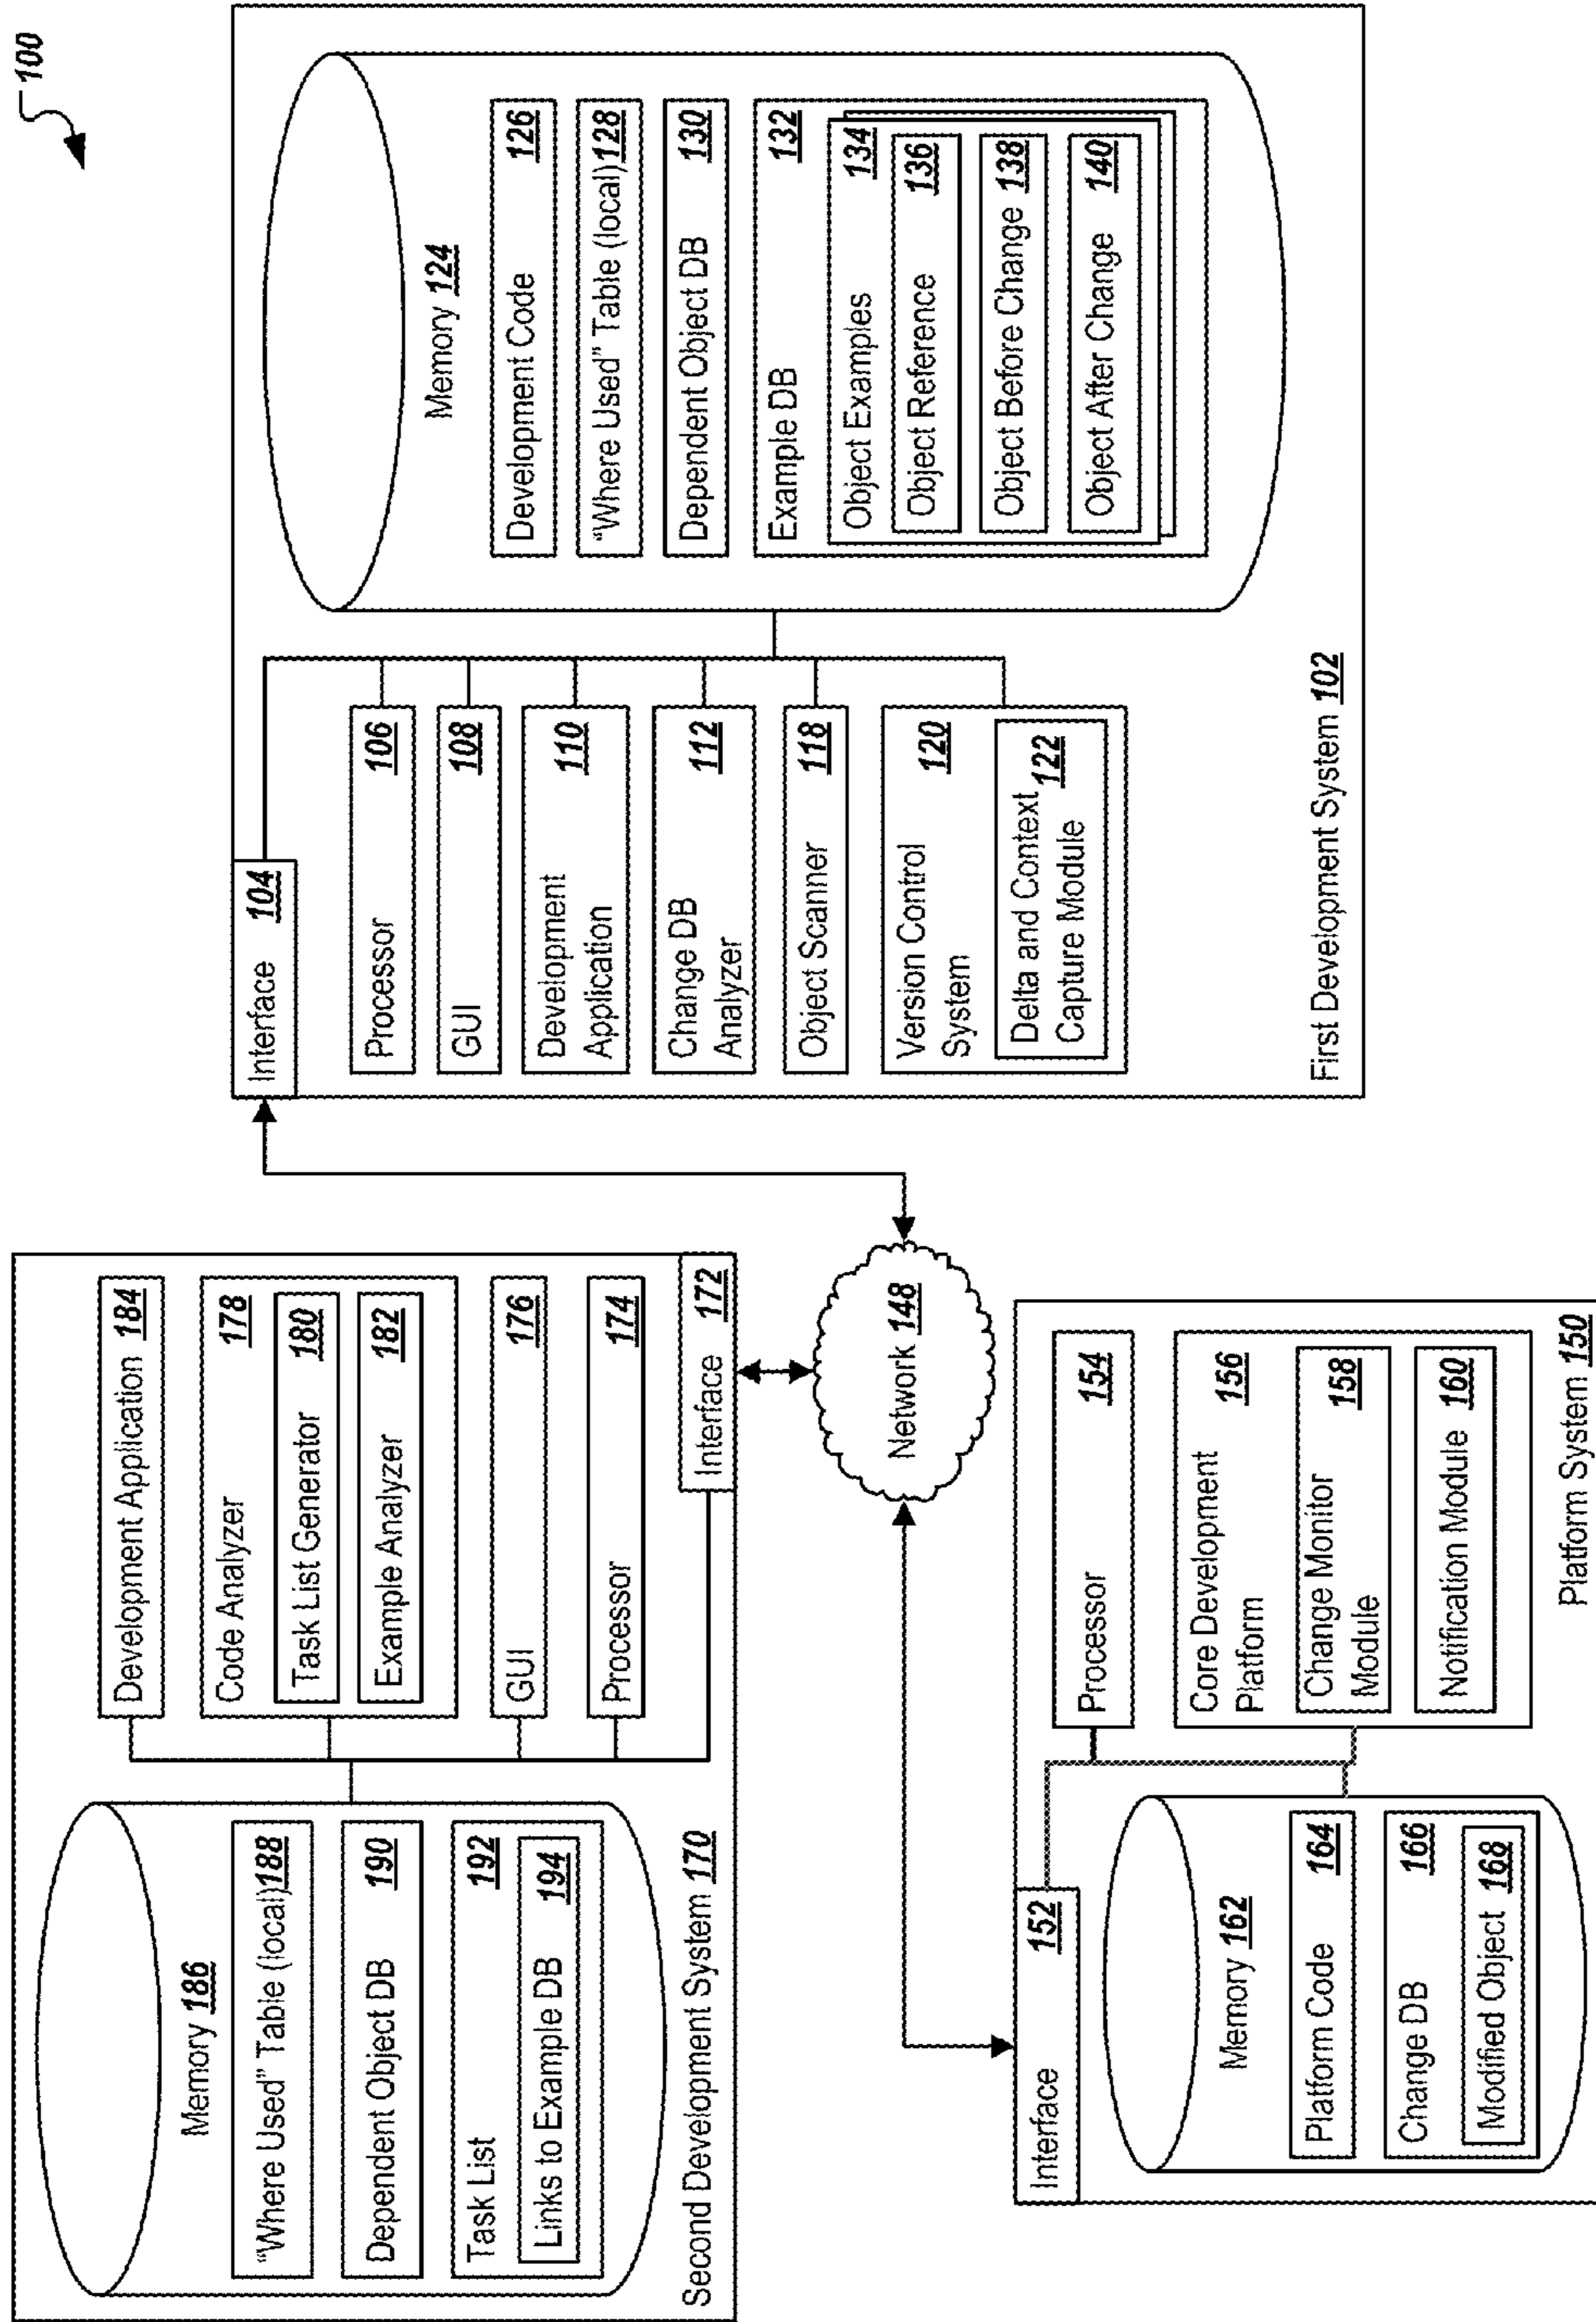 100
Second Development System 170
Memory 186
"Where Used" Table (local) 188
Dependent Object DB 190
Task List 192
Links to Example DB 194
Development Application 184
Code Analyzer 178
Task List Generator 180
Example Analyzer 182
GUI 176
Processor 174
Interface 172
Network 148
Interface 152
Memory 162
Platform Code 164
Change DB 166
Modified Object 168
Processor 154
Core Development 156
Platform
Change Monitor 158
Module
Notification Module 160
Platform System 150
Interface 104
Processor 106
GUI 108
Development 110
Application
Change DB 112
Analyzer
Object Scanner 118
Version Control 120
System
Delta and Context 122
Capture Module
First Development System 102
Memory 124
Development Code 126
"Where Used" Table (local) 128
Dependent Object DB 130
Example DB 132
Object Examples 134
Object Reference 136
Object Before Change 138
Object After Change 140